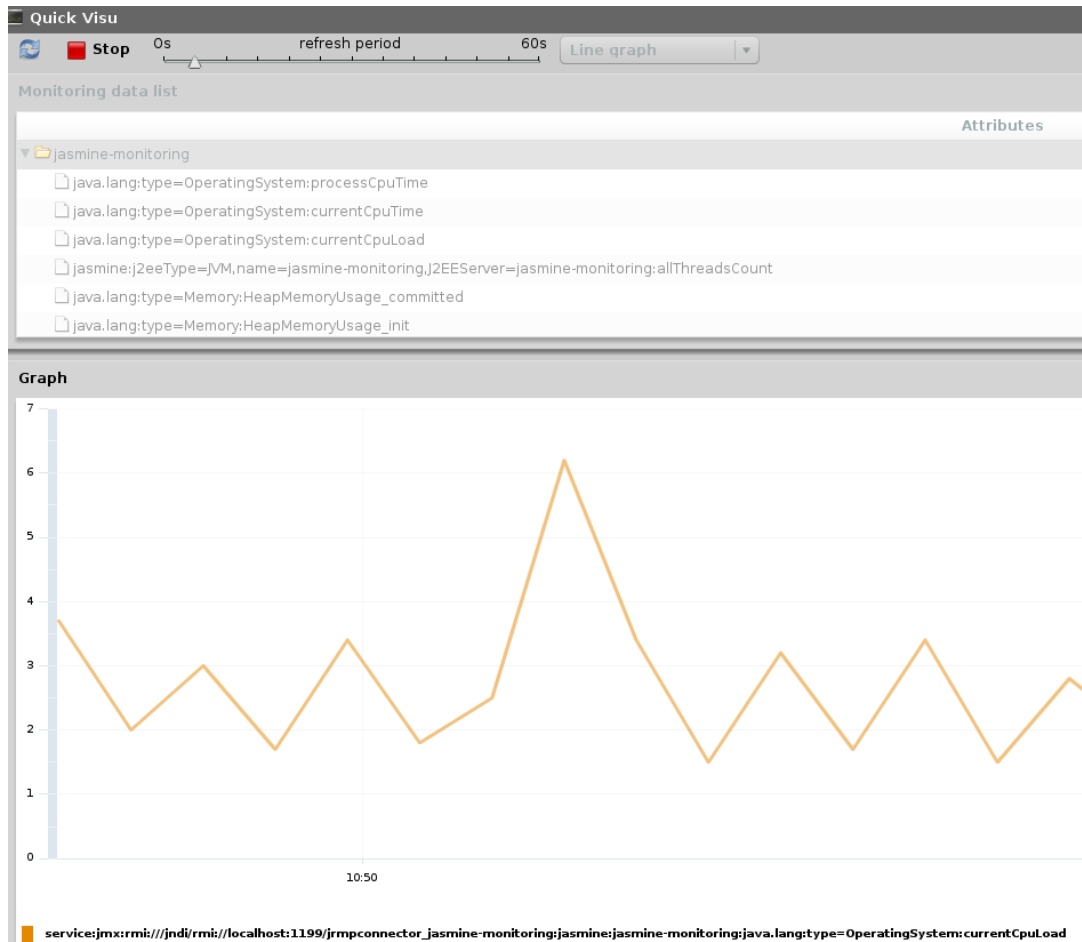 Quick Visu
Stop 0s refresh period 60s Line graph
Monitoring data list
Attributes
jasmine-monitoring
java.lang:type=OperatingSystem:processCpuTime
java.lang:type=OperatingSystem:currentCpuTime
java.lang:type=OperatingSystem:currentCpuLoad
jasmine:j2eeType=JVM,name=jasmine-monitoring,J2EEServer=jasmine-monitoring:allThreadsCount
java.lang:type=Memory:HeapMemoryUsage_committed
java.lang:type=Memory:HeapMemoryUsage_init
Graph
7
6
5
4
3
2
1
0
10:50
service:jmx:rmi:///jndi/rmi://localhost:1199/jrmpconnector_jasmine-monitoring:jasmine:jasmine-monitoring:java.lang:type=OperatingSystem:currentCpuLoad